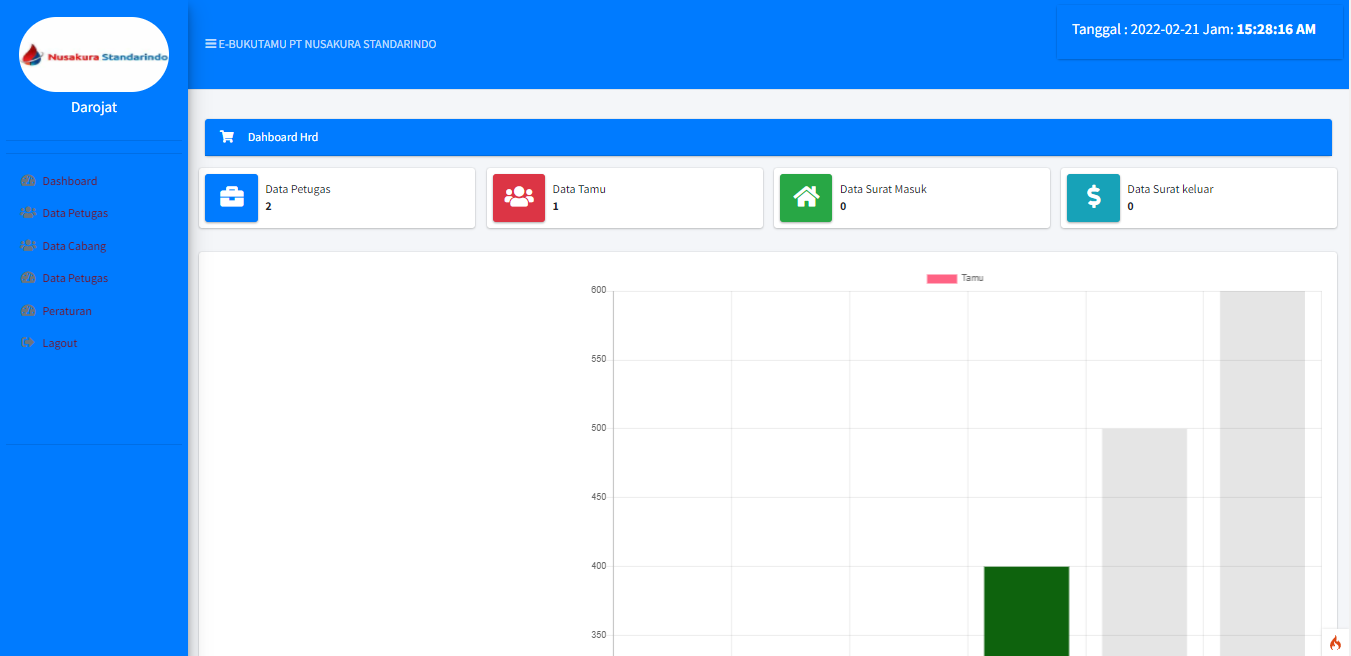 Nusakura Standarindo
Darojat
Dashboard
Data Petugas
Data Cabang
Data Petugas
Peraturan
Lagout
E-BUKUTAMU PT NUSAKURA STANDARINDO
Tanggal : 2022-02-21 Jam: 15:28:16 AM
Dahboard Hrd
Data Petugas
2
Data Tamu
1
Data Surat Masuk
0
Data Surat keluar
0
Tamu
600
550
500
450
400
350